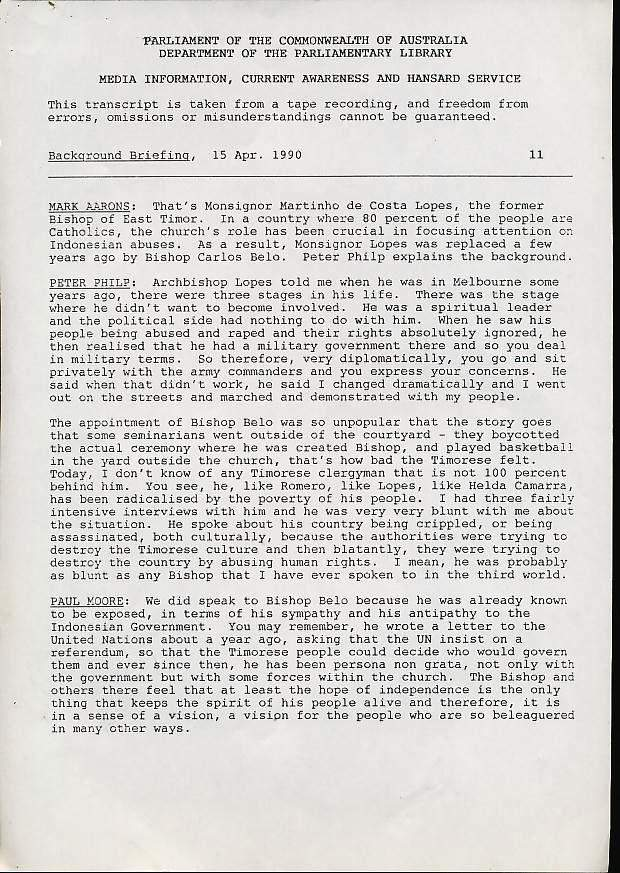 PARLIAMENT OF THE COMMONWEALTH OF AUSTRALIA
DEPARTMENT OF THE PARLIAMENTARY LIBRARY
MEDIA INFORMATION, CURRENT AWARENESS AND HANSARD SERVICE
This transcript is taken from a tape recording, and freedom from
errors, omissions or misunderstandings cannot be guaranteed.
Background Briefing, 15 Apr. 1990 11
MARK AARONS: That's Monsignor Martinho de Costa Lopes, the former
Bishop of East Timor. In a country where 80 percent of the people are
Catholics, the church's role has been crucial in focusing attention on
Indonesian abuses. As a result, Monsignor Lopes was replaced a few
years ago by Bishop Carlos Belo. Peter Philp explains the background.
PETER PHILP: Archbishop Lopes told me when he was in Melbourne some
years ago, there were three stages in his life. There was the stage
where he didn't want to become involved. He was a spiritual leader
and the political side had nothing to do with him. When he saw his
people being abused and raped and their rights absolutely ignored, he
then realised that he had a military government there and so you deal
in military terms. So therefore, very diplomatically, you go and sit
privately with the army commanders and you express your concerns. He
said when that didn't work, he said I changed dramatically and I went
out on the streets and marched and demonstrated with my people.
The appointment of Bishop Belo was so unpopular that the story goes
that some seminarians went outside of the courtyard - they boycotted
the actual ceremony where he was created Bishop, and played basketball
in the yard outside the church, that's how bad the Timorese felt.
Today, I don't know of any Timorese clergyman that is not 100 percent
behind him. You see, he, like Romero, like Lopes, like Helda Camarra,
has been radicalised by the poverty of his people. I had three fairly
intensive interviews with him and he was very very blunt with me about
the situation. He spoke about his country being crippled, or being
assassinated, both culturally, because the authorities were trying to
destroy the Timorese culture and then blatantly, they were trying to
destroy the country by abusing human rights. I mean, he was probably
as blunt as any Bishop that I have ever spoken to in the third world.
PAUL MOORE: We did speak to Bishop Belo because he was already known
to be exposed, in terms of his sympathy and his antipathy to the
Indonesian Government. You may remember, he wrote a letter to the
United Nations about a year ago, asking that the UN insist on a
referendum, so that the Timorese people could decide who would govern
them and ever since then, he has been persona non grata, not only with
the government but with some forces within the church. The Bishop and
others there feel that at least the hope of independence is the only
thing that keeps the spirit of his people alive and therefore, it is
in a sense of a vision, a vision for the people who are so beleaguered
in many other ways.